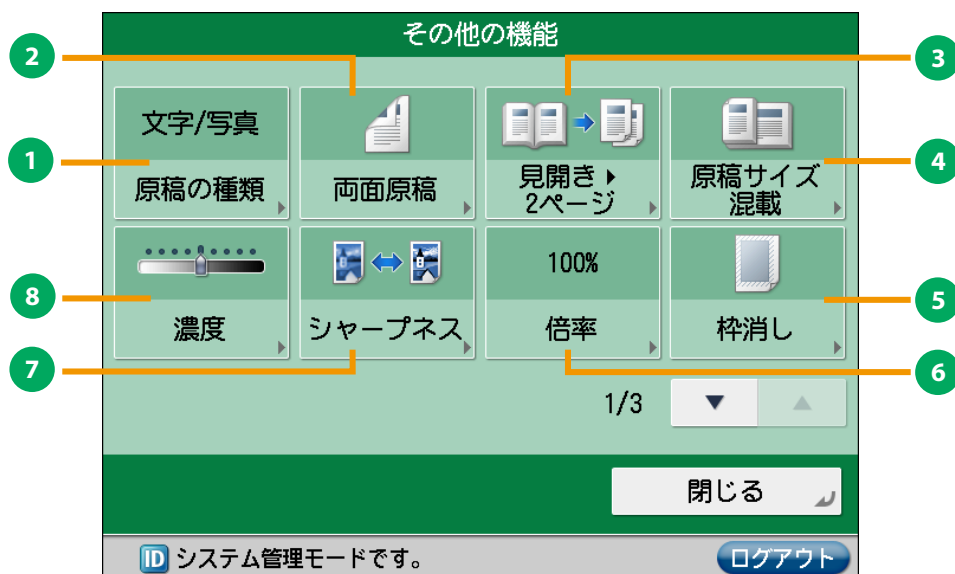 その他の機能
2
3
文字/写真
原稿の種類
両面原稿
見開き▶
2ページ
原稿サイズ
混載
1
4
100%
濃度
シャープネス
倍率
枠消し
8
5
7
6
1/3
▼
▲
閉じる
ID システム管理モードです。
ログアウト